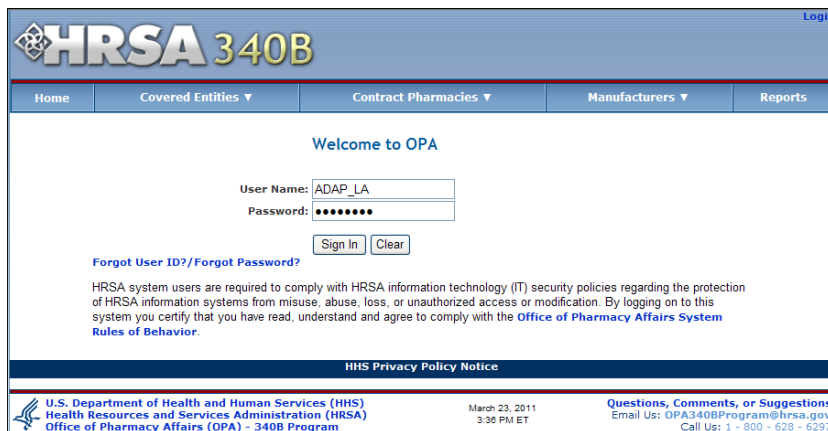 Logi
HRSA 340B
Home Covered Entities ▼ Contract Pharmacies ▼ Manufacturers ▼ Reports
Welcome to OPA
User Name: ADAP_LA
Password: ●●●●●●●●
Sign In Clear
Forgot User ID?/Forgot Password?
HRSA system users are required to comply with HRSA information technology (IT) security policies regarding the protection
of HRSA information systems from misuse, abuse, loss, or unauthorized access or modification. By logging on to this
system you certify that you have read, understand and agree to comply with the Office of Pharmacy Affairs System
Rules of Behavior.
HHS Privacy Policy Notice
U.S. Department of Health and Human Services (HHS)
Health Resources and Services Administration (HRSA)
Office of Pharmacy Affairs (OPA) - 340B Program
March 23, 2011
3:36 PM ET
Questions, Comments, or Suggestions
Email Us: OPA340BProgram@hrsa.gov
Call Us: 1 - 800 - 628 - 6297